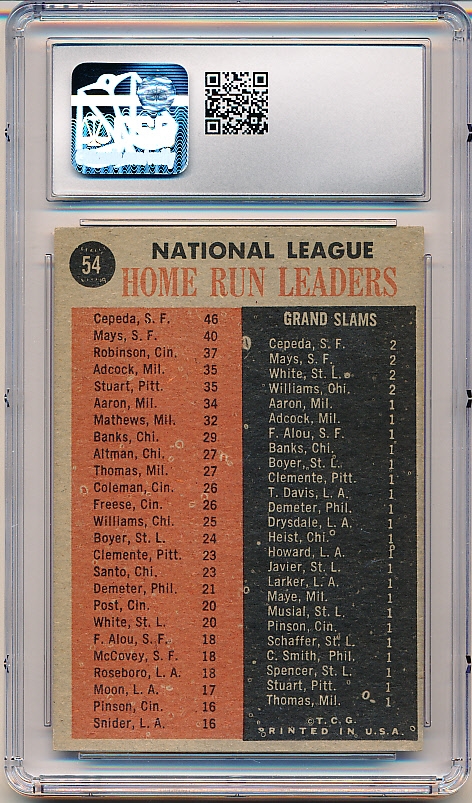 54
NATIONAL LEAGUE
HOME RUN LEADERS
Cepeda, S. F. 46
Mays, S. F. 40
Robinson, Cin. 37
Adcock, Mil. 35
Stuart, Pitt. 35
Aaron, Mil. 34
Mathews, Mil. 32
Banks, Chi. 29
Altman, Chi. 27
Thomas, Mil. 27
Coleman, Cin. 26
Freese, Cin. 26
Williams, Chi. 25
Boyer, St. L. 24
Clemente, Pitt. 23
Santo, Chi. 23
Demeter, Phil. 21
Post, Cin. 20
White, St. L. 20
F. Alou, S. F. 18
McCovey, S. F. 18
Roseboro, L. A. 18
Moon, L. A. 17
Pinson, Cin. 16
Snider, L. A. 16
GRAND SLAMS
Cepeda, S. F. 2
Mays, S. F. 2
White, St. L. 2
Williams, Chi. 2
Aaron, Mil. 1
Adcock, Mil. 1
F. Alou, S. F. 1
Banks, Chi. 1
Boyer, St. L. 1
Clemente, Pitt. 1
T. Davis, L. A. 1
Demeter, Phil. 1
Drysdale, L. A. 1
Heist, Chi. 1
Howard, L. A. 1
Javier, St. L. 1
Larker, L. A. 1
Maye, Mil. 1
Musial, St. L. 1
Pinson, Cin. 1
Schaffer, St. L. 1
C. Smith, Phil. 1
Spencer, St. L. 1
Stuart, Pitt. 1
Thomas, Mil. 1
© T. C. G.
PRINTED IN U.S.A.